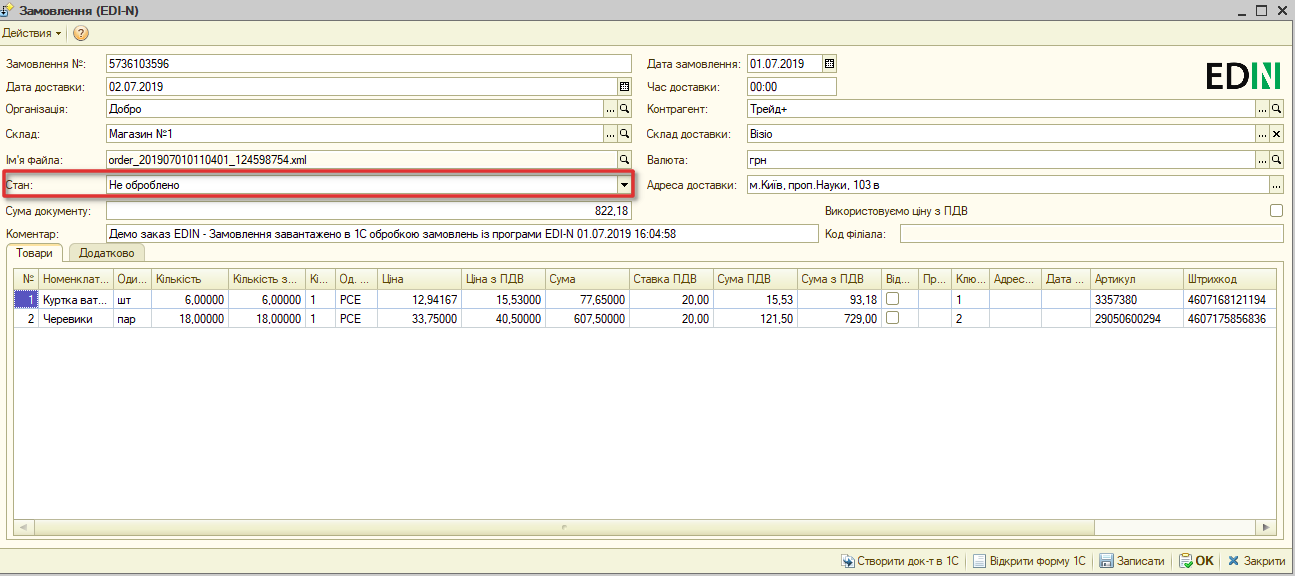 Замовлення (EDI-N)
Действия
Замовлення №: 5736103596 Дата замовлення: 01.07.2019
EDIN
Дата доставки: 02.07.2019 Час доставки: 00:00
Організація: Добро Контрагент: Трейд+
Склад: Магазин №1 Склад доставки: Візіо
Ім'я файла: order_201907010110401_124598754.xml Валюта: грн
Стан: Не оброблено Адреса доставки: м.Київ, проп.Науки, 103 в
Сума документу: 822,18 Використовуємо ціну з ПДВ
Коментар: Демо заказ EDIN - Замовлення завантажено в 1С обробкою замовлень із програми EDI-N 01.07.2019 16:04:58 Код філіала:
Товари Додатково
№ Номенклат... Оди... Кількість Кількість з... Кі... Од. ... Ціна Ціна з ПДВ Сума Ставка ПДВ Сума ПДВ Сума з ПДВ Від... Пр... Клю... Адрес... Дата ... Артикул Штрихкод
1 Куртка ват... шт 6,00000 6,00000 1 PCE 12,94167 15,53000 77,65000 20,00 15,53 93,18 1 3357380 4607168121194
2 Черевики пар 18,00000 18,00000 1 PCE 33,75000 40,50000 607,50000 20,00 121,50 729,00 2 29050600294 4607175856836
Створити док-т в 1С Відкрити форму 1С Записати OK Закрити